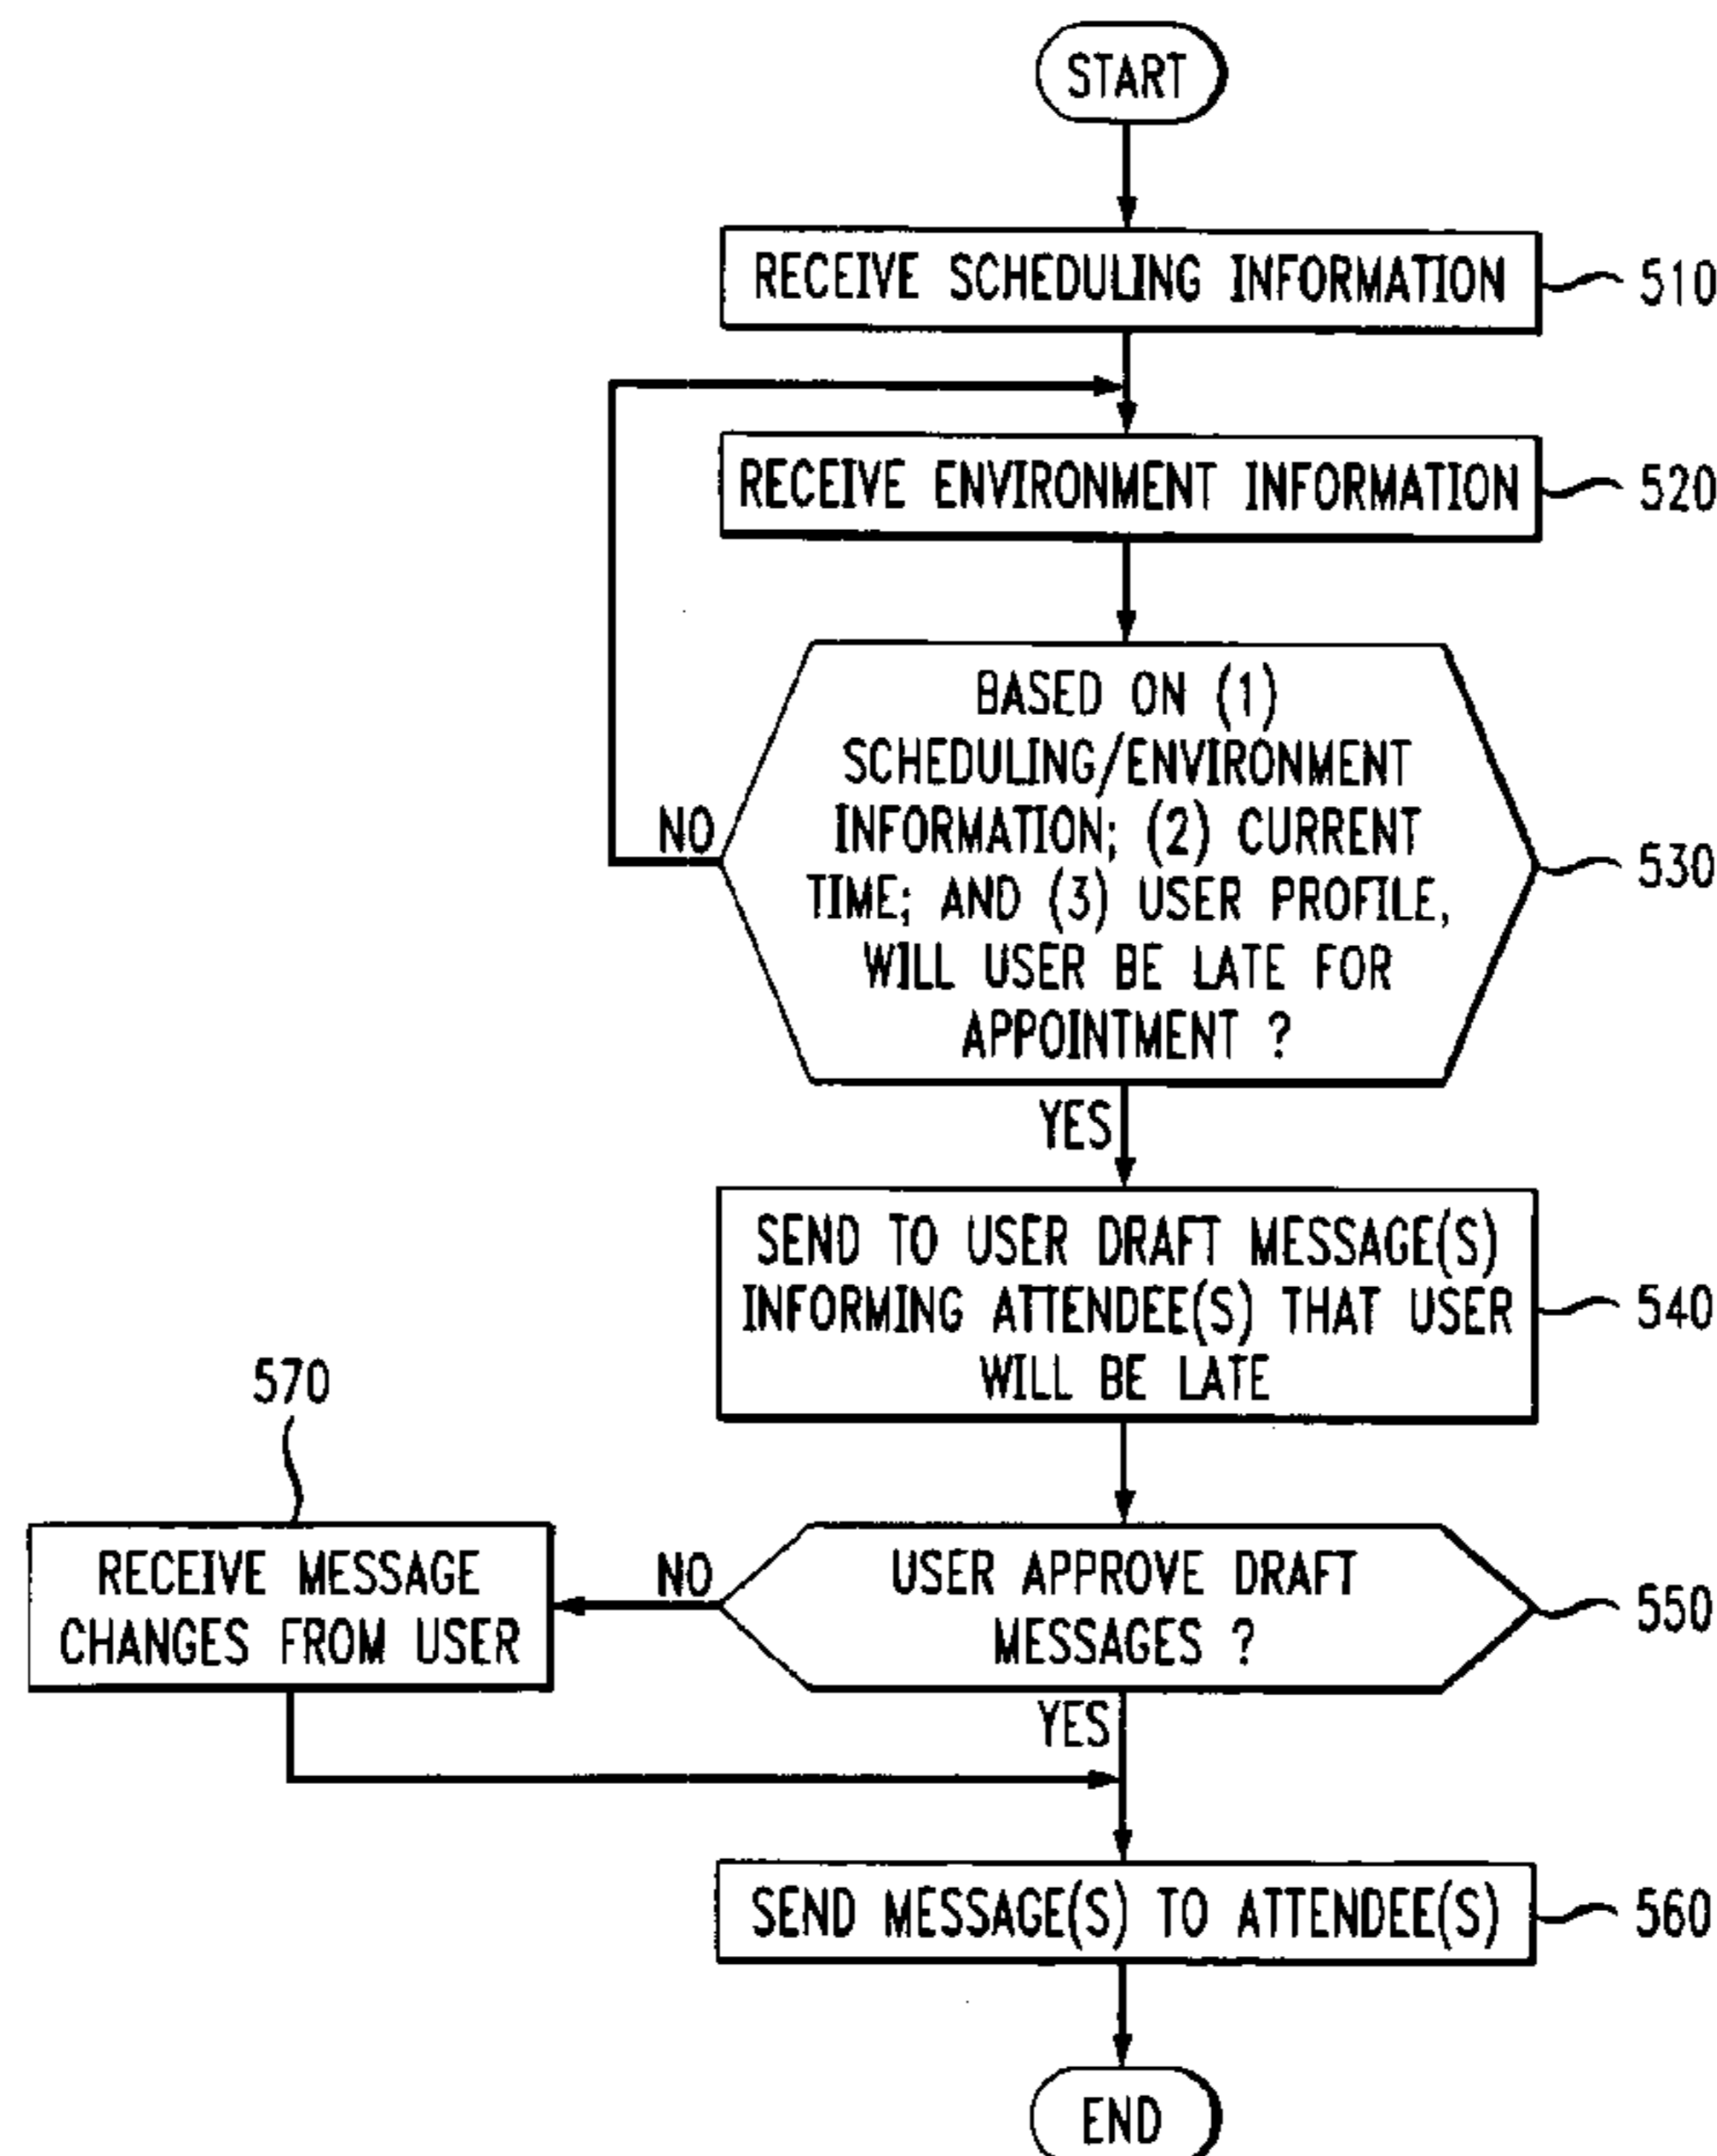 START
RECEIVE SCHEDULING INFORMATION
510
RECEIVE ENVIRONMENT INFORMATION
520
BASED ON (1)
SCHEDULING/ENVIRONMENT
INFORMATION; (2) CURRENT
TIME; AND (3) USER PROFILE,
WILL USER BE LATE FOR
APPOINTMENT ?
NO
530
YES
SEND TO USER DRAFT MESSAGE(S)
INFORMING ATTENDEE(S) THAT USER
WILL BE LATE
540
570
RECEIVE MESSAGE
CHANGES FROM USER
NO
USER APPROVE DRAFT
MESSAGES ?
550
YES
SEND MESSAGE(S) TO ATTENDEE(S)
560
END